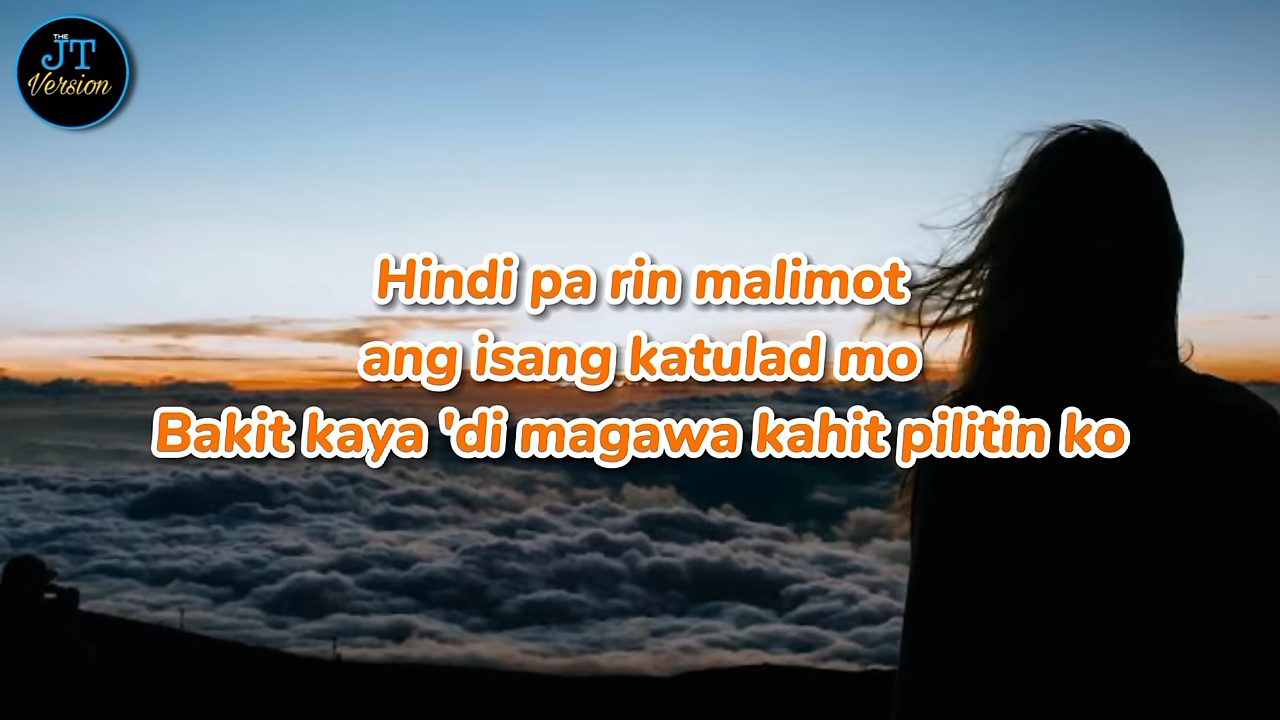 THE
JT
Version
Hindi pa rin malimot
ang isang katulad mo
Bakit kaya 'di magawa kahit pilitin ko